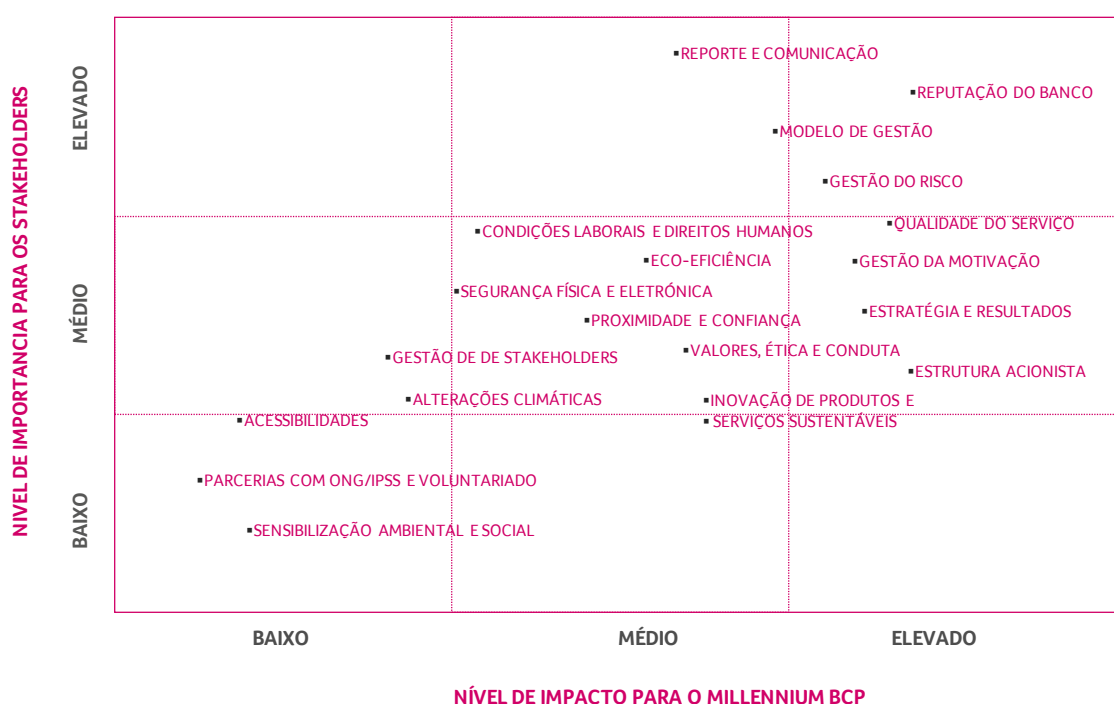 NIVEL DE IMPORTANCIA PARA OS STAKEHOLDERS
ELEVADO
MÉDIO
BAIXO
REPORTE E COMUNICAÇÃO
REPUTAÇÃO DO BANCO
MODELO DE GESTÃO
GESTÃO DO RISCO
QUALIDADE DO SERVIÇO
CONDIÇÕES LABORAIS E DIREITOS HUMANOS
ECO-EFICIÊNCIA
GESTÃO DA MOTIVAÇÃO
SEGURANÇA FÍSICA E ELETRÓNICA
ESTRATÉGIA E RESULTADOS
PROXIMIDADE E CONFIANÇA
VALORES, ÉTICA E CONDUTA
GESTÃO DE DE STAKEHOLDERS
ESTRUTURA ACIONISTA
ALTERAÇÕES CLIMÁTICAS
INOVAÇÃO DE PRODUTOS E
ACESSIBILIDADES
SERVIÇOS SUSTENTÁVEIS
PARCERIAS COM ONG/IPSS E VOLUNTARIADO
SENSIBILIZAÇÃO AMBIENTAL E SOCIAL
BAIXO
MÉDIO
ELEVADO
NÍVEL DE IMPACTO PARA O MILLENNIUM BCP